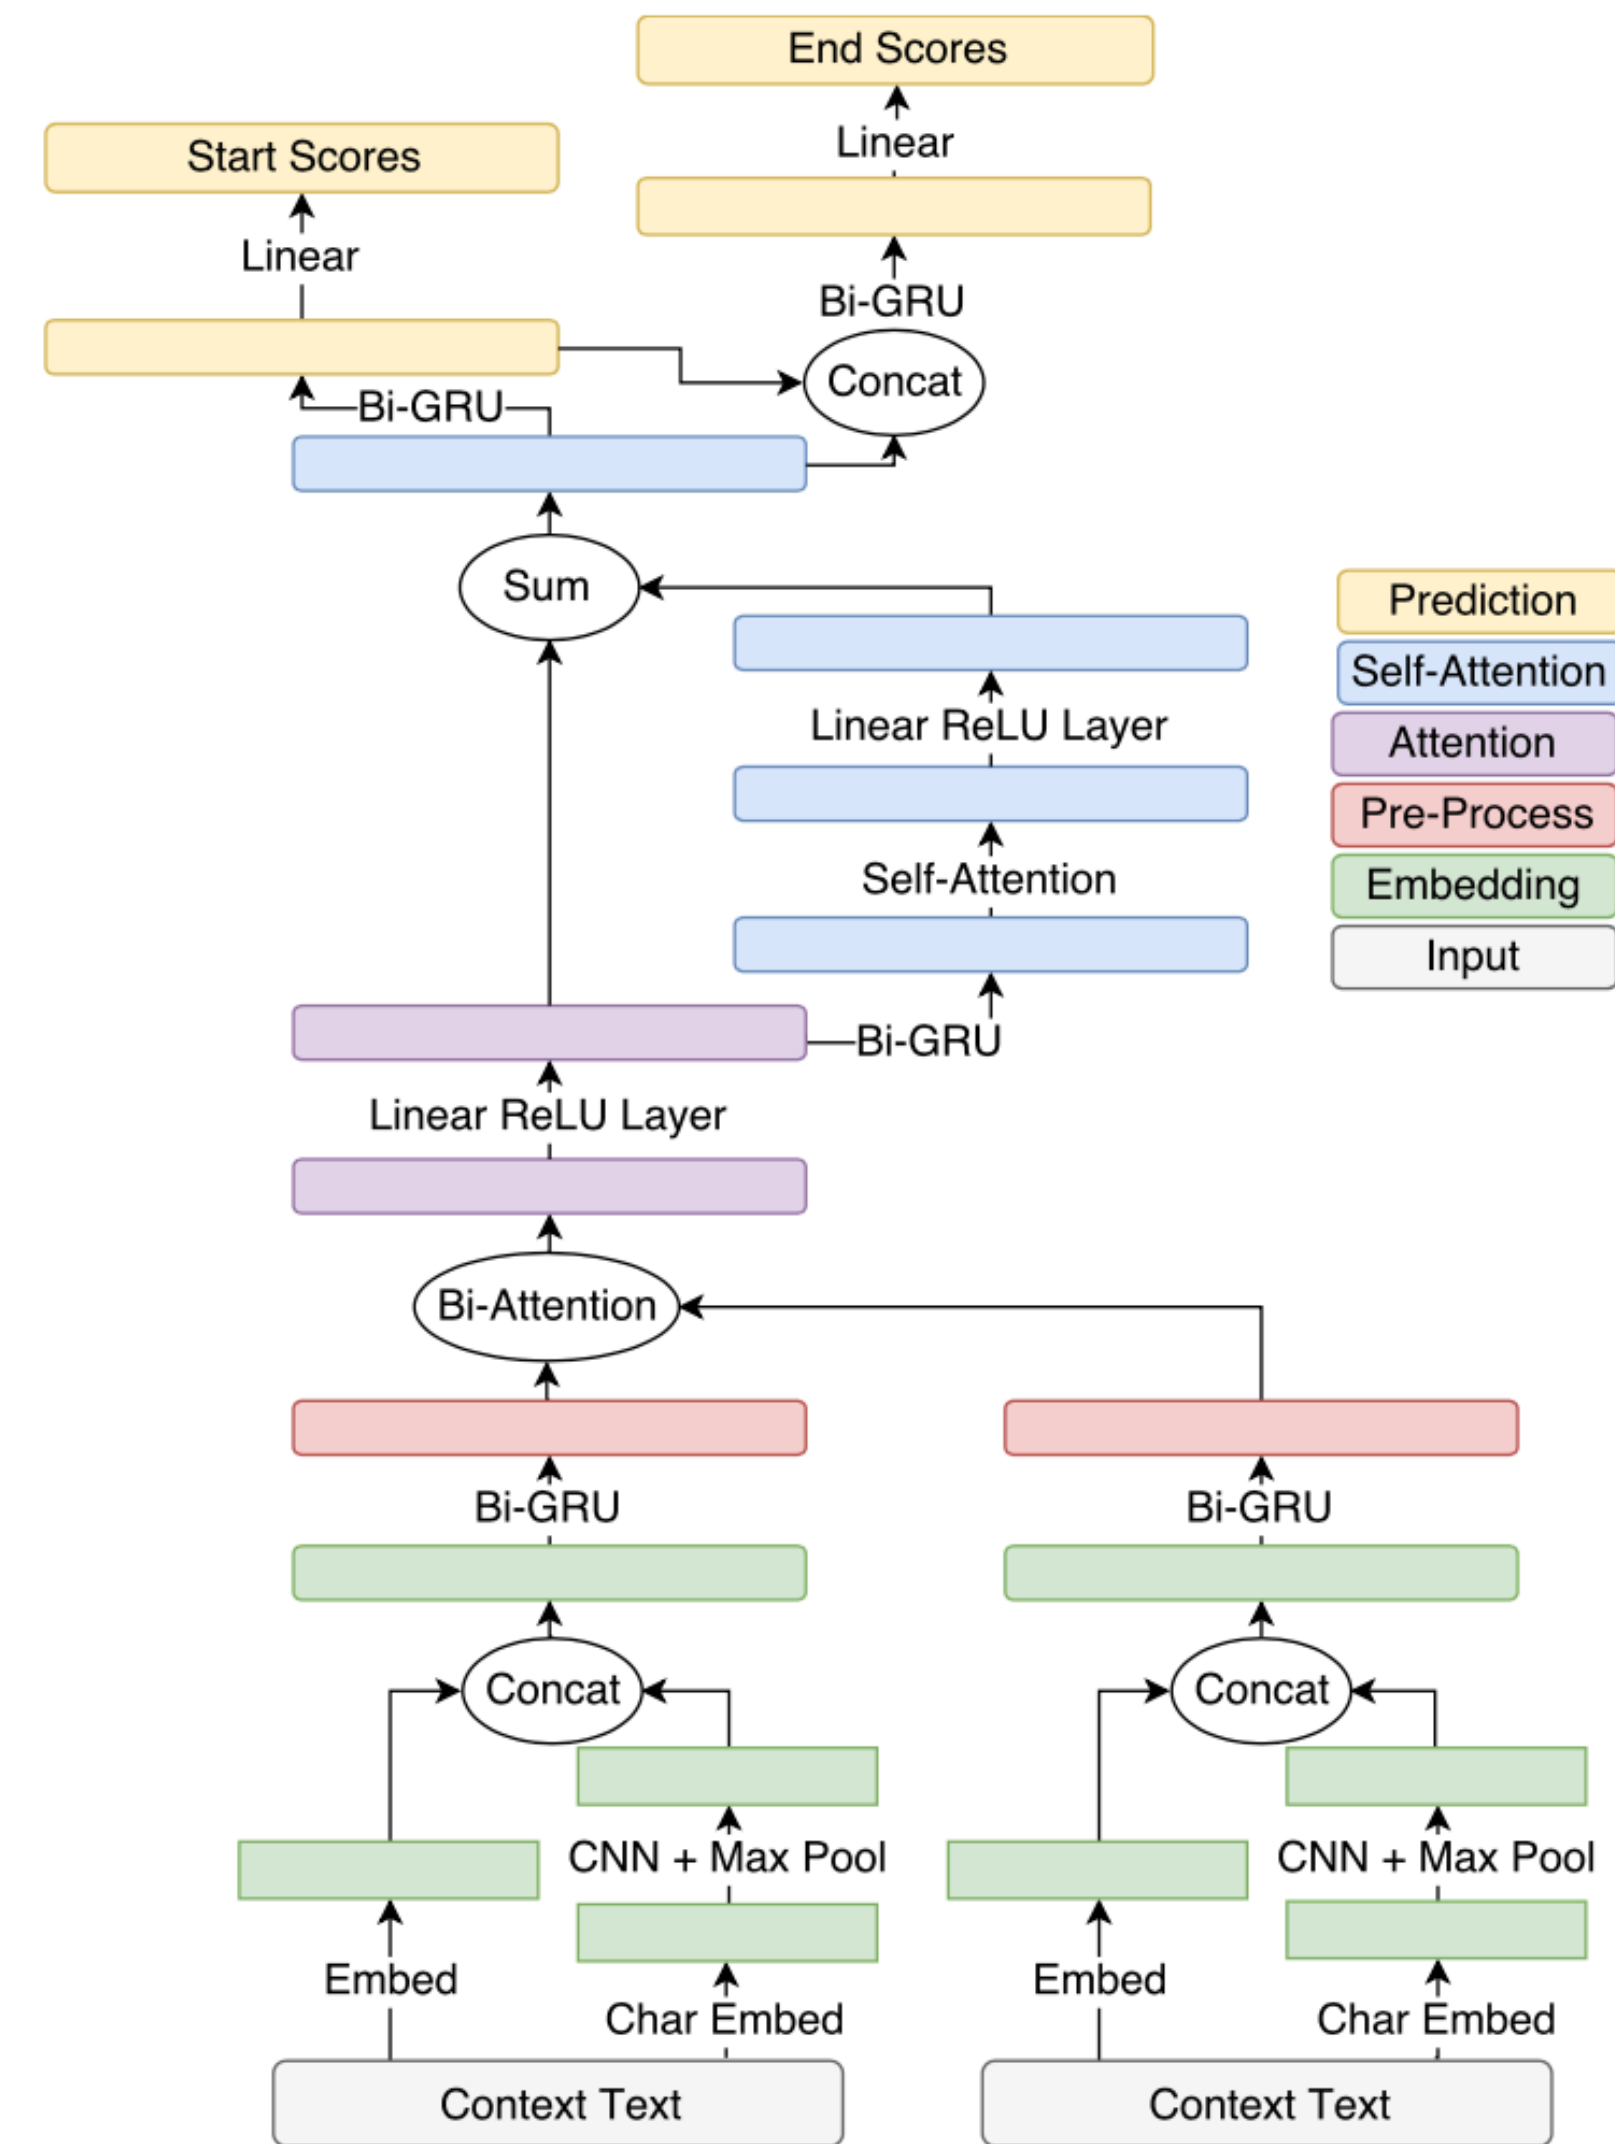 End Scores
Start Scores
Linear
Linear
Bi-GRU
Concat
Bi-GRU
Sum
Prediction
Self-Attention
Attention
Pre-Process
Embedding
Input
Linear ReLU Layer
Self-Attention
Bi-GRU
Linear ReLU Layer
Bi-Attention
Bi-GRU
Bi-GRU
Concat
Concat
CNN + Max Pool
CNN + Max Pool
Embed
Char Embed
Embed
Char Embed
Context Text
Context Text